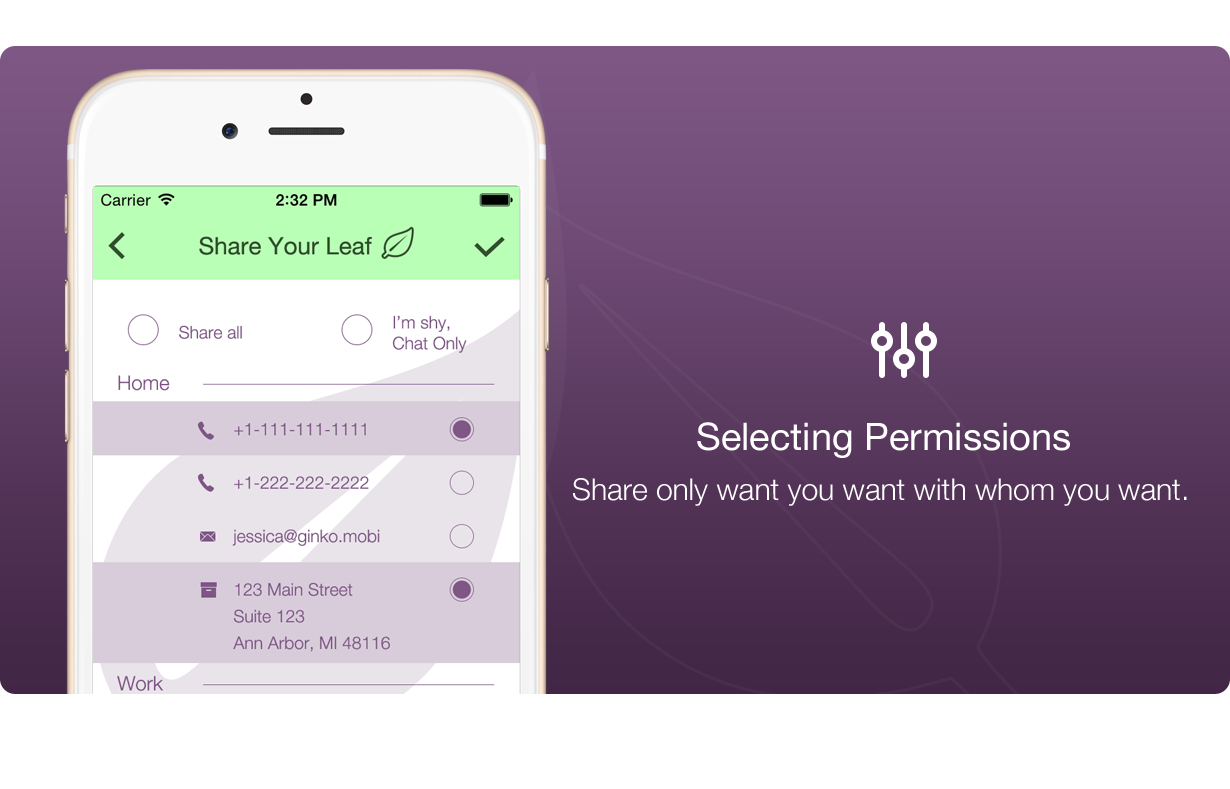 Carrier
2:32 PM
Share Your Leaf
Share all
I'm shy,
Chat Only
Home
+1-111-111-1111
+1-222-222-2222
jessica@ginko.mobi
123 Main Street
Suite 123
Ann Arbor, MI 48116
Work
Selecting Permissions
Share only want you want with whom you want.